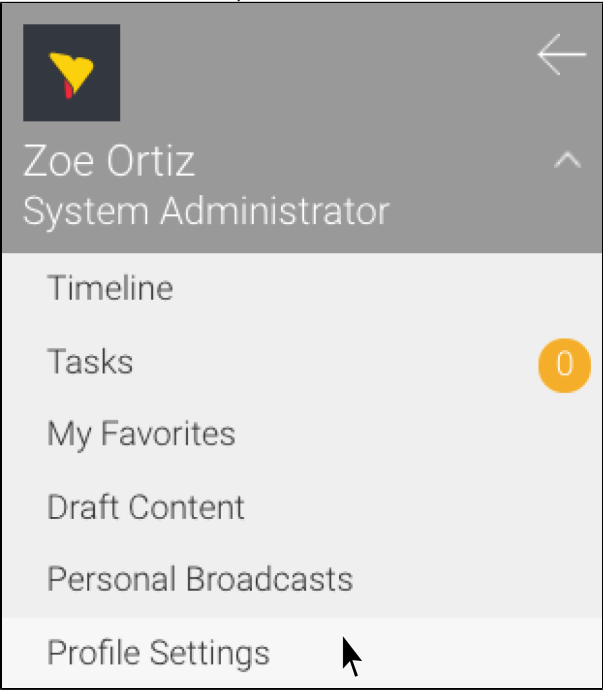 Zoe Ortiz
System Administrator
Timeline
Tasks
0
My Favorites
Draft Content
Personal Broadcasts
Profile Settings